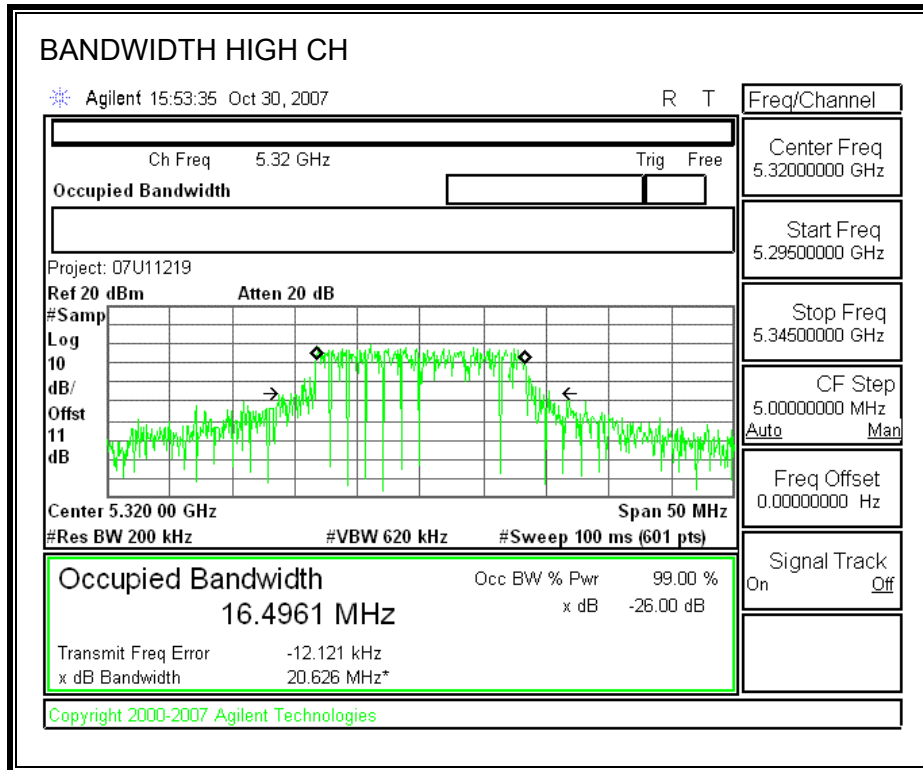 BANDWIDTH HIGH CH
Agilent 15:53:35 Oct 30, 2007 R T
Freq/Channel
Ch Freq 5.32 GHz Trig Free
Occupied Bandwidth
Center Freq
5.32000000 GHz
Start Freq
5.29500000 GHz
Stop Freq
5.34500000 GHz
CF Step
5.00000000 MHz
Auto Man
Freq Offset
0.00000000 Hz
Signal Track
On Off
Project: 07U11219
Ref 20 dBm Atten 20 dB
#Samp
Log
10
dB/
Offst
11
dB
Center 5.320 00 GHz Span 50 MHz
#Res BW 200 kHz #VBW 620 kHz #Sweep 100 ms (601 pts)
Occupied Bandwidth
16.4961 MHz
Occ BW % Pwr 99.00 %
x dB -26.00 dB
Transmit Freq Error -12.121 kHz
x dB Bandwidth 20.626 MHz*
Copyright 2000-2007 Agilent Technologies